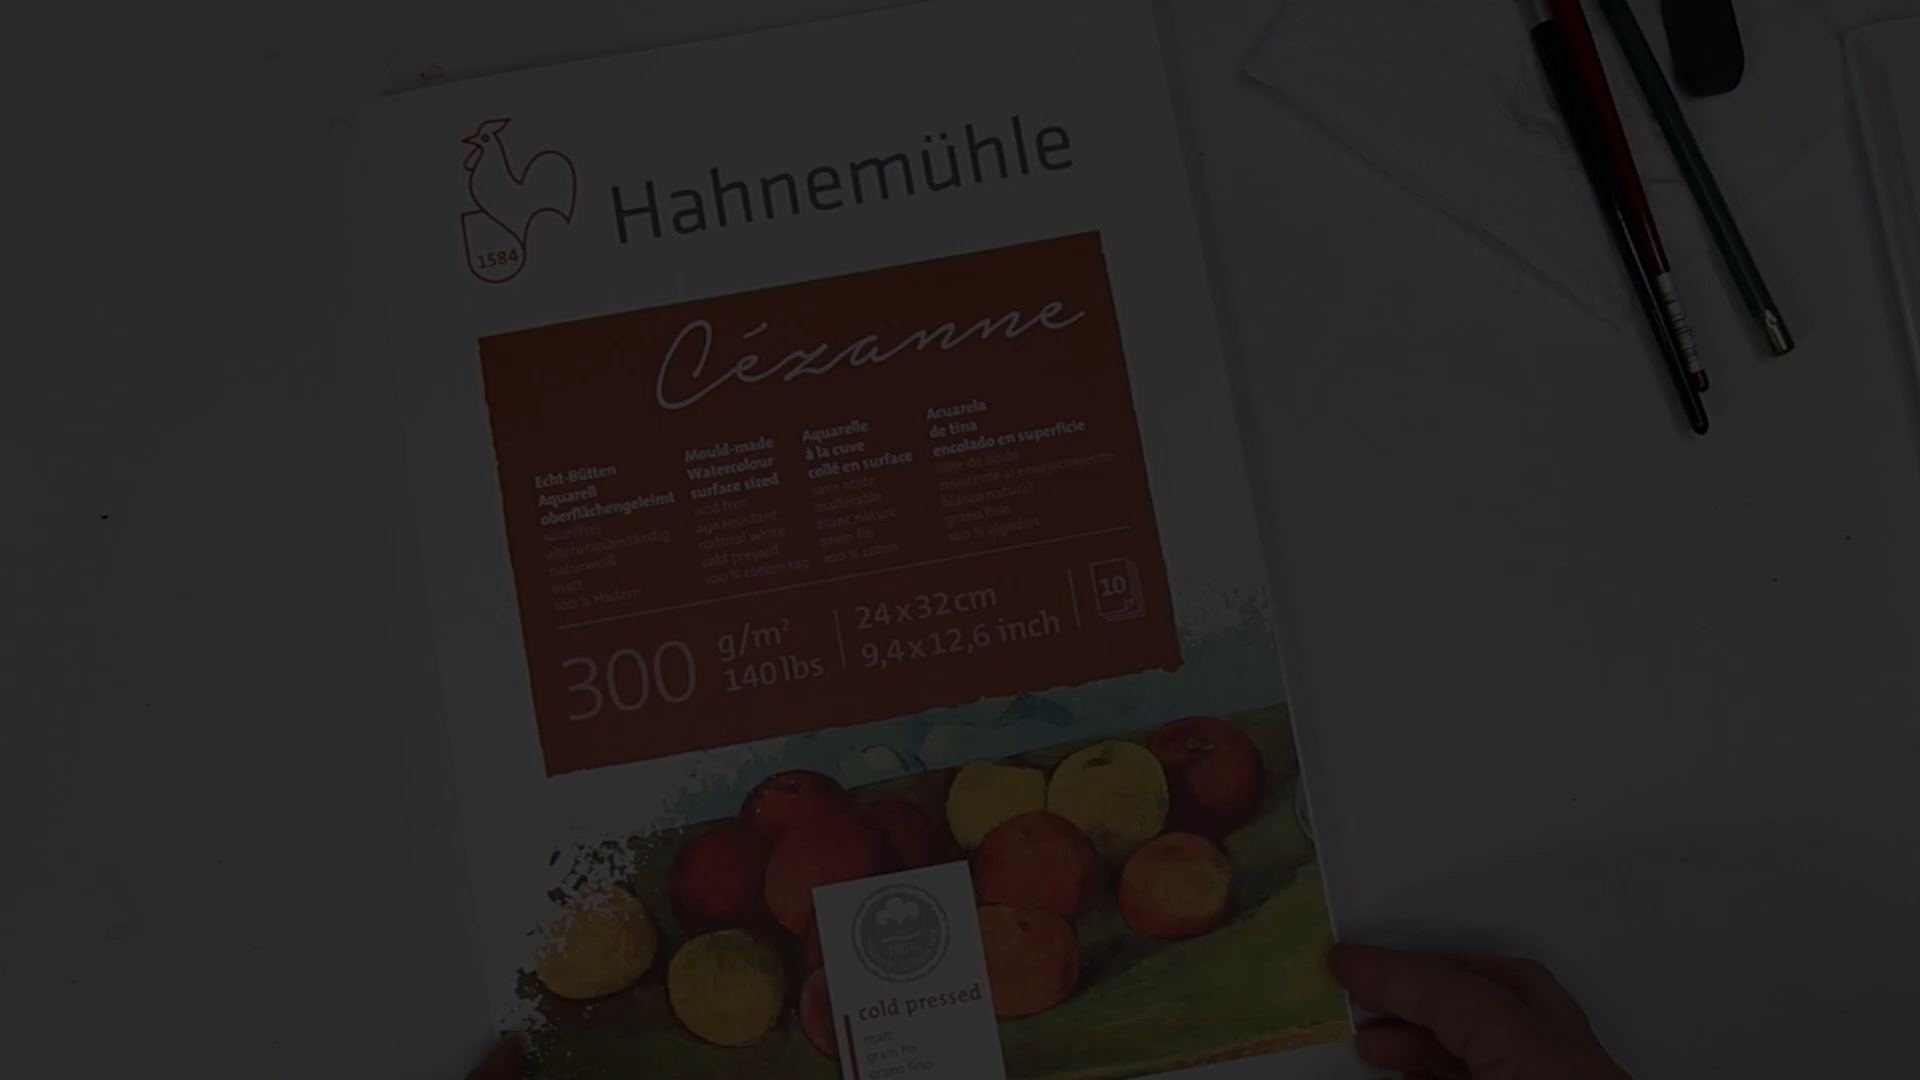 Hahnemühle
1584
Cézanne
Echt-Bütten
Aquarell
oberflächengeleimt
säurefrei
alterungsbeständig
naturweiß
matt
100 % Hadern
Mould-made
Watercolour
surface sized
acid free
age resistant
natural white
cold pressed
100 % cotton rag
Aquarelle
à la cuve
collé en surface
sans acide
inaltérable
blanc nature
grain fin
100 % coton
Acuarela
de tina
encolado en superficie
libre de ácido
resistente al envejecimiento
blanco natural
grano fino
100 % algodón
300
g/m²
140 lbs
24 x 32 cm
9,4 x 12,6 inch
10
cold pressed
matt
grain fin
grano fino